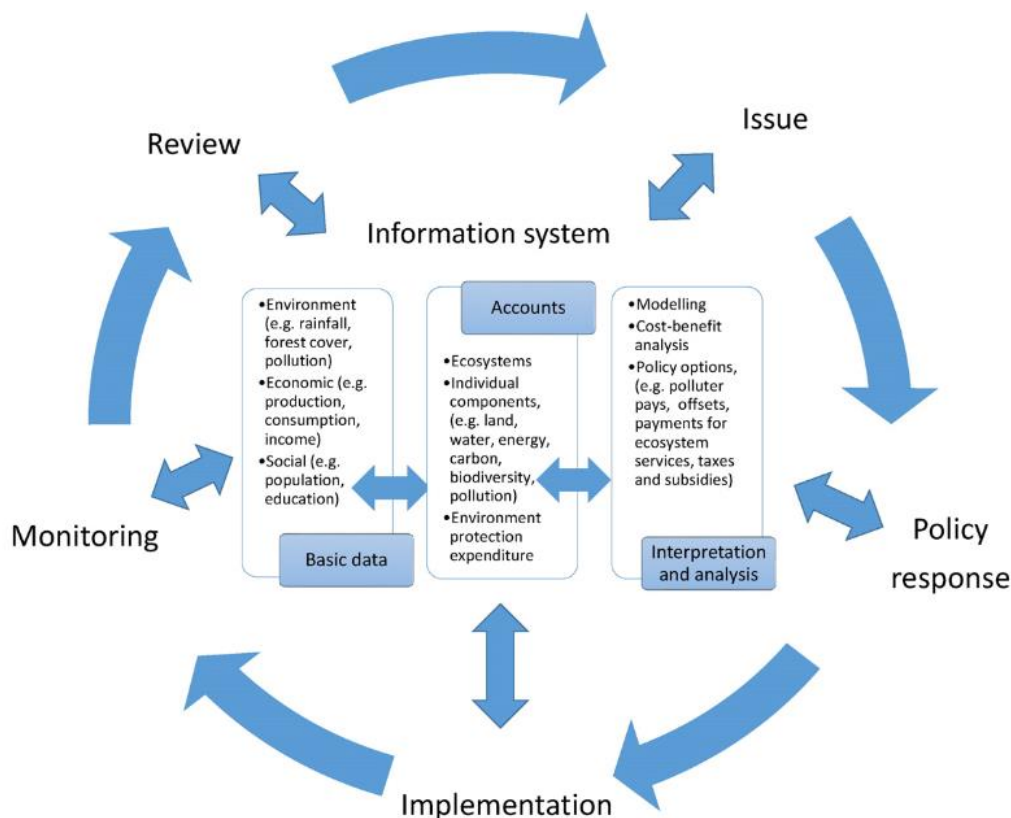 Review
Issue
Information system
•Environment
(e.g. rainfall,
forest cover,
pollution)
•Economic (e.g.
production,
consumption,
income)
•Social (e.g.
population,
education)
Basic data
Accounts
•Ecosystems
•Individual
components,
(e.g. land,
water, energy,
carbon,
biodiversity,
pollution)
•Environment
protection
expenditure
•Modelling
•Cost-benefit
analysis
•Policy options,
(e.g. polluter
pays, offsets,
payments for
ecosystem
services, taxes
and subsidies)
Interpretation
and analysis
Monitoring
Policy
response
Implementation